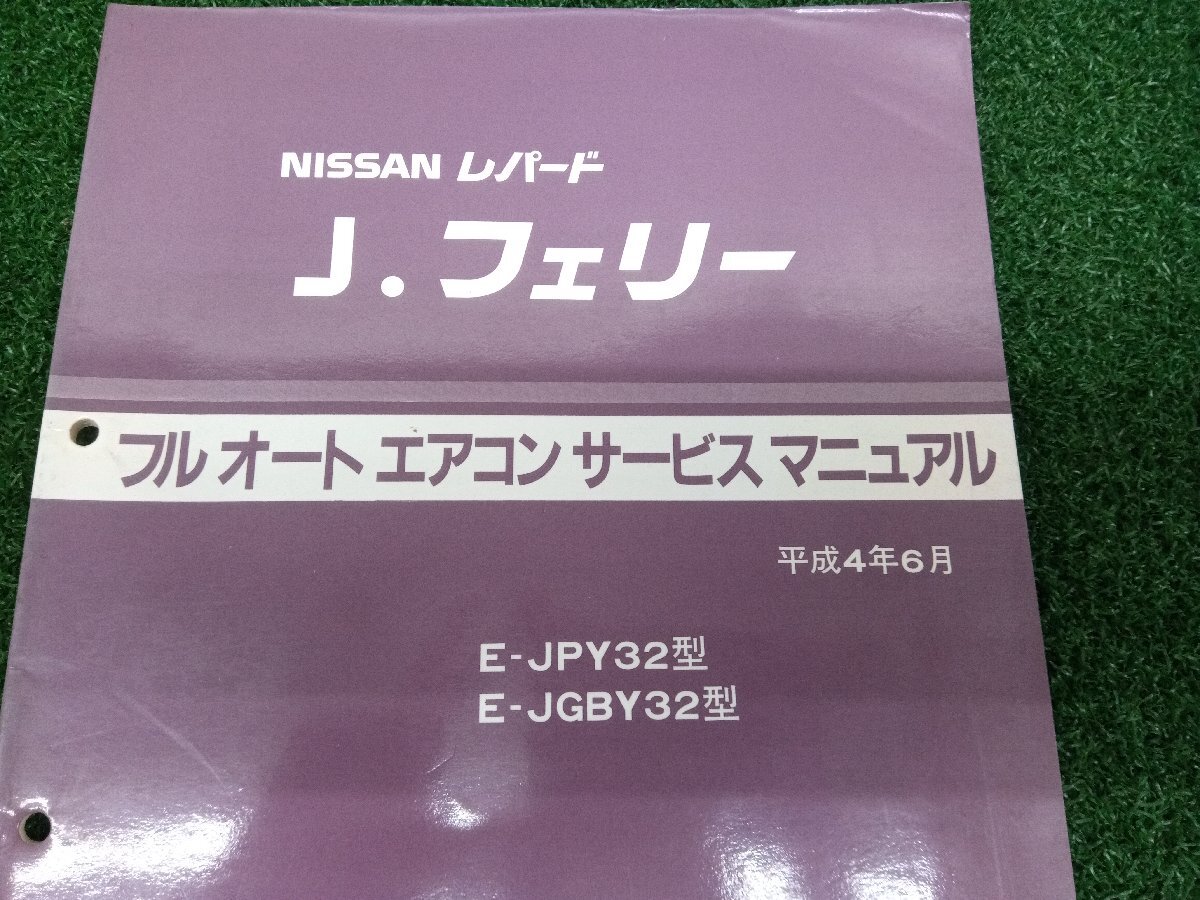 NISSAN レパード
J.フェリー
フル オート エアコン サービス マニュアル
平成4年6月
E-JPY32型
E-JGBY32型